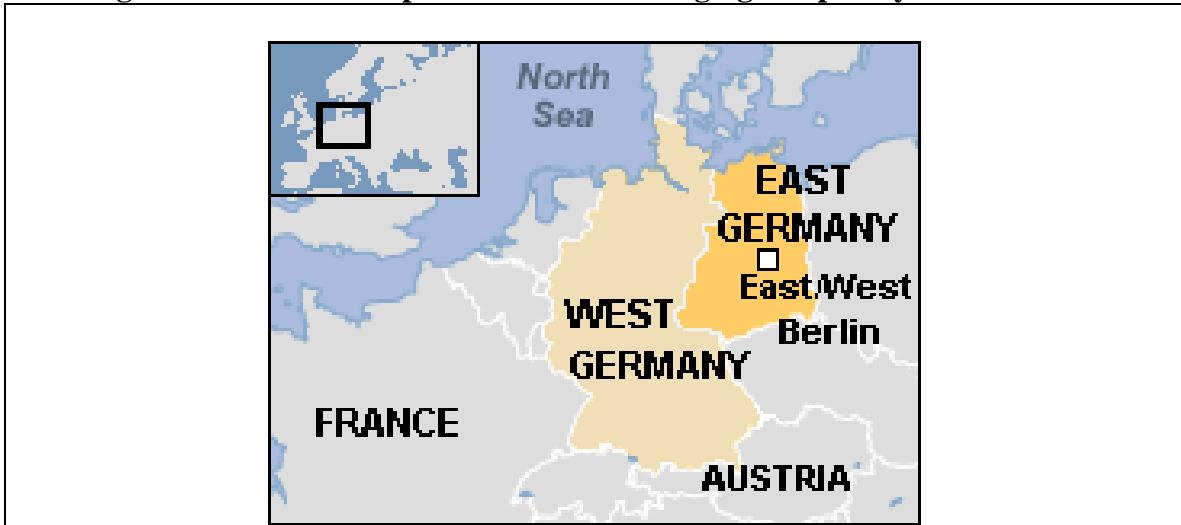 North
Sea
EAST
GERMANY
East/West
Berlin
WEST
GERMANY
FRANCE
AUSTRIA